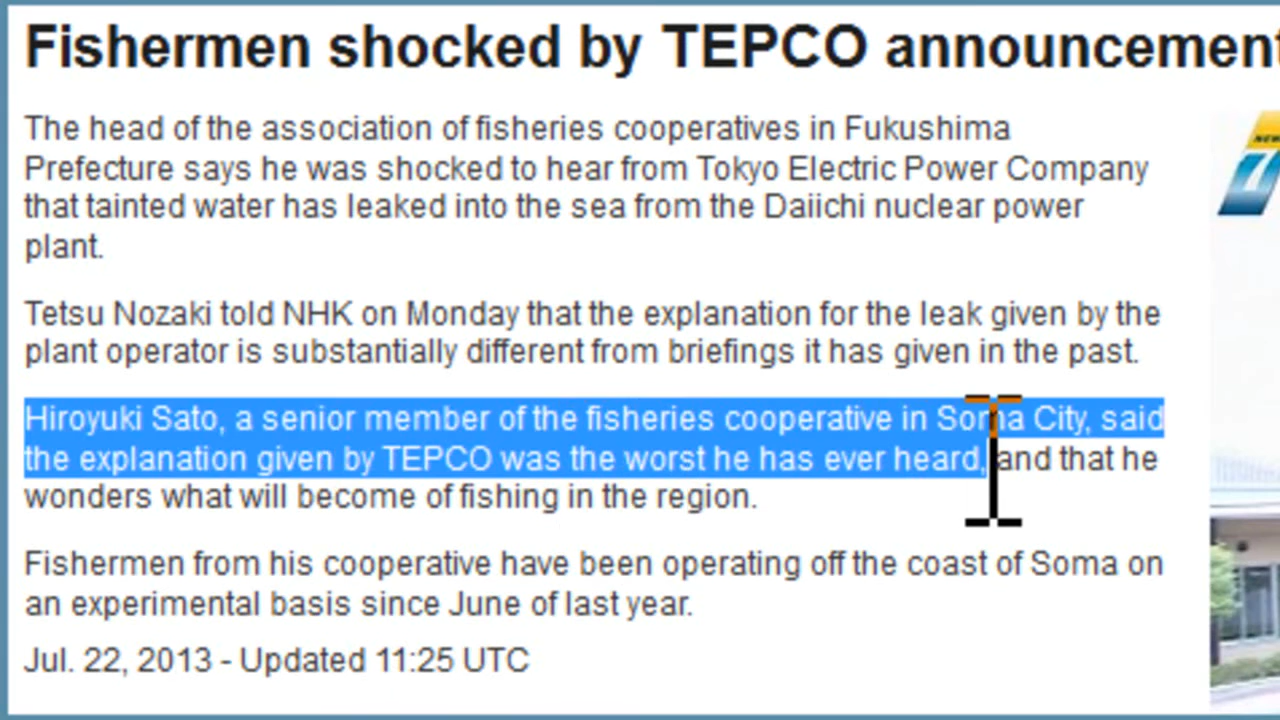 Fishermen shocked by TEPCO announcement
The head of the association of fisheries cooperatives in Fukushima
Prefecture says he was shocked to hear from Tokyo Electric Power Company
that tainted water has leaked into the sea from the Daiichi nuclear power
plant.
Tetsu Nozaki told NHK on Monday that the explanation for the leak given by the
plant operator is substantially different from briefings it has given in the past.
Hiroyuki Sato, a senior member of the fisheries cooperative in Soma City, said
the explanation given by TEPCO was the worst he has ever heard, and that he
wonders what will become of fishing in the region.
Fishermen from his cooperative have been operating off the coast of Soma on
an experimental basis since June of last year.
Jul. 22, 2013 - Updated 11:25 UTC
NEW
7